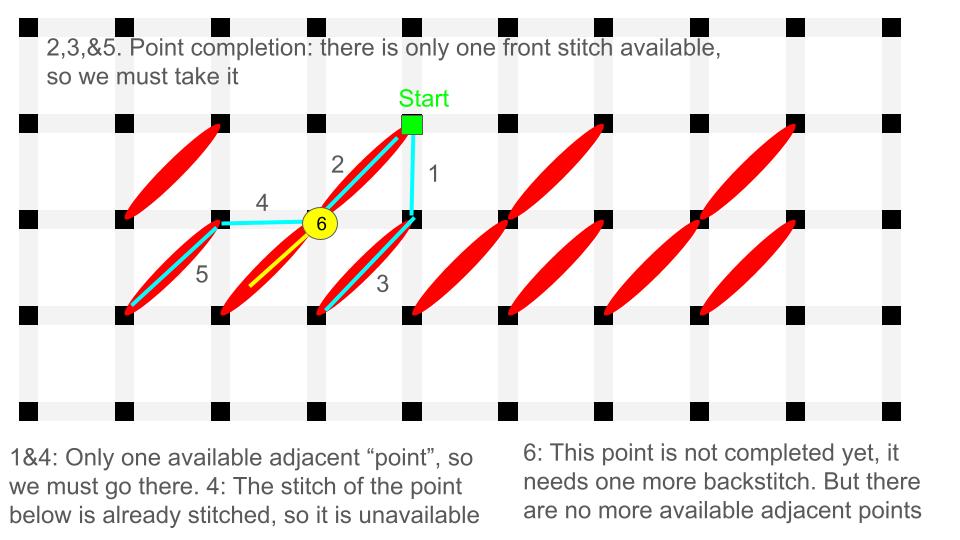 2,3,&5. Point completion: there is only one front stitch available,
so we must take it
Start
2
1
4
6
5
3
1&4: Only one available adjacent “point”, so
we must go there. 4: The stitch of the point
below is already stitched, so it is unavailable
6: This point is not completed yet, it
needs one more backstitch. But there
are no more available adjacent points